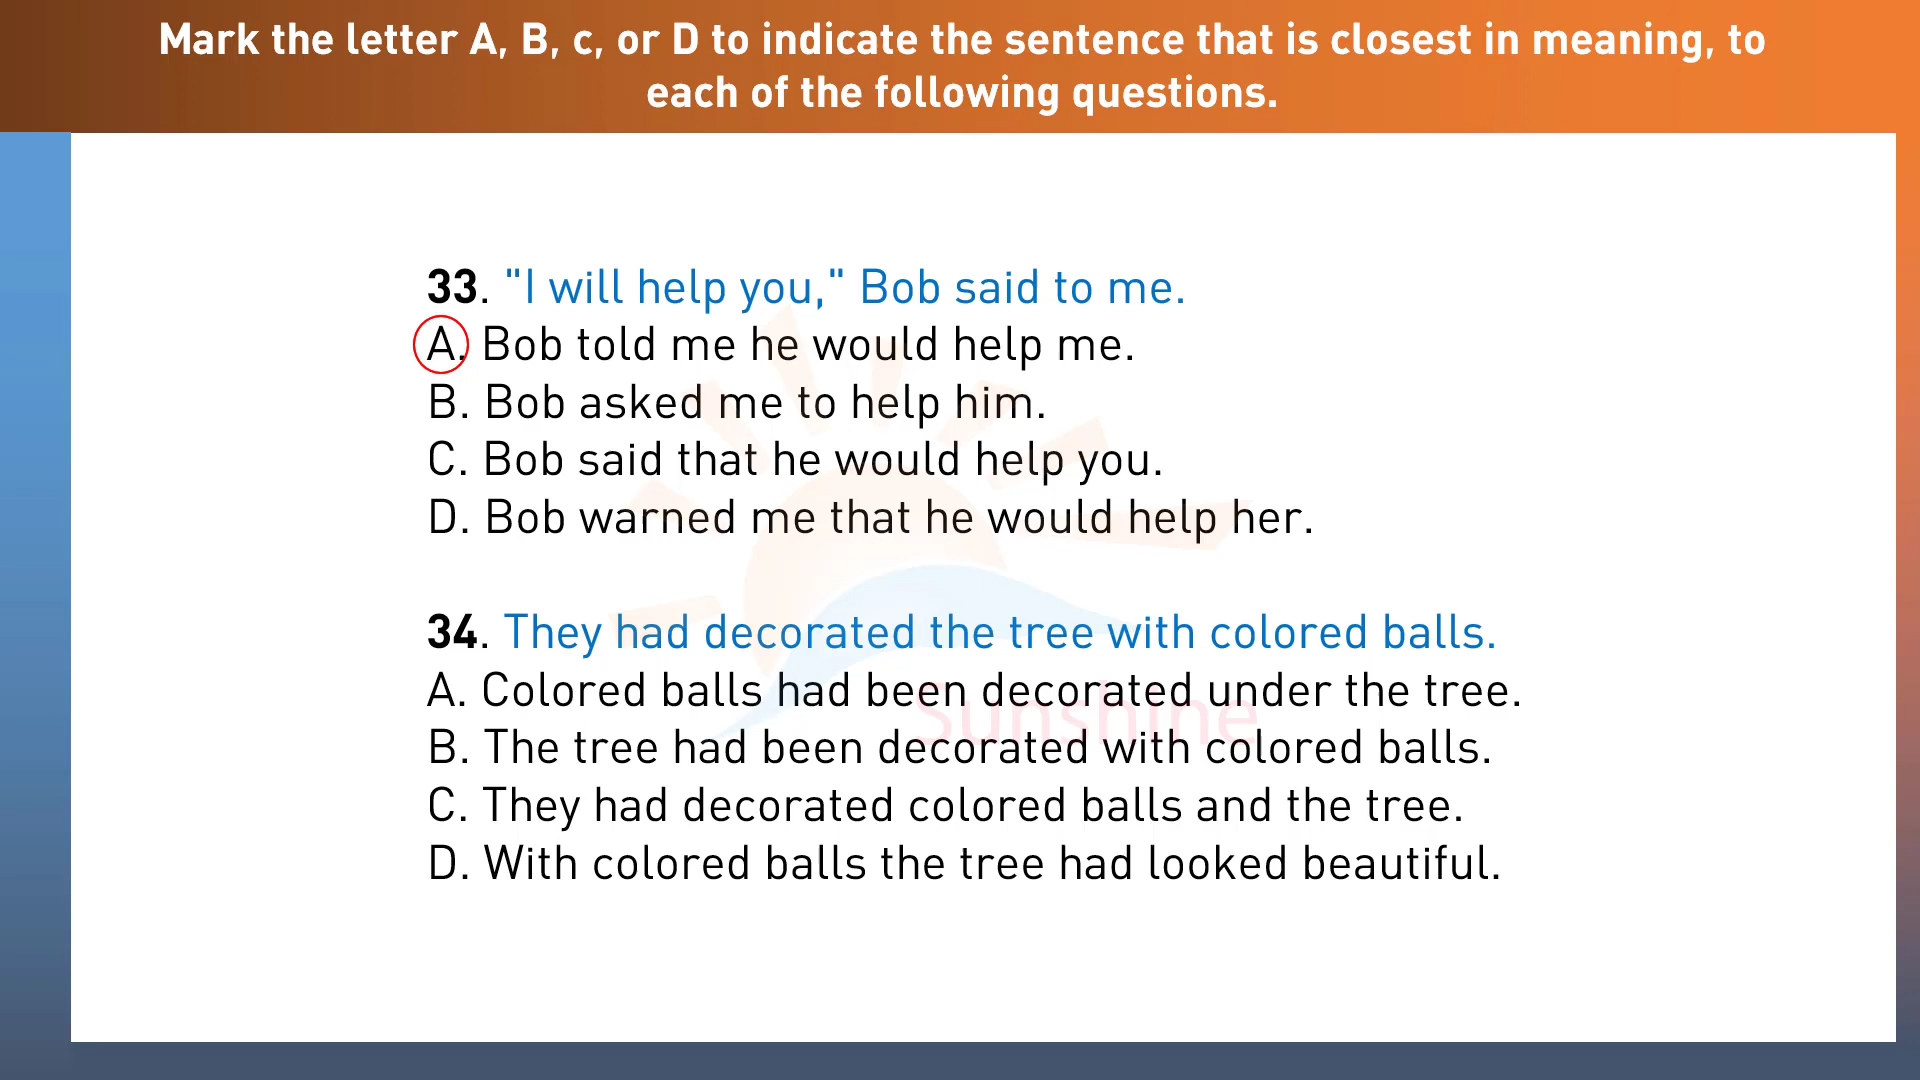 Mark the letter A, B, c, or D to indicate the sentence that is closest in meaning, to
each of the following questions.
33. "I will help you," Bob said to me.
A. Bob told me he would help me.
B. Bob asked me to help him.
C. Bob said that he would help you.
D. Bob warned me that he would help her.
34. They had decorated the tree with colored balls.
A. Colored balls had been decorated under the tree.
Sunshine
B. The tree had been decorated with colored balls.
C. They had decorated colored balls and the tree.
D. With colored balls the tree had looked beautiful.